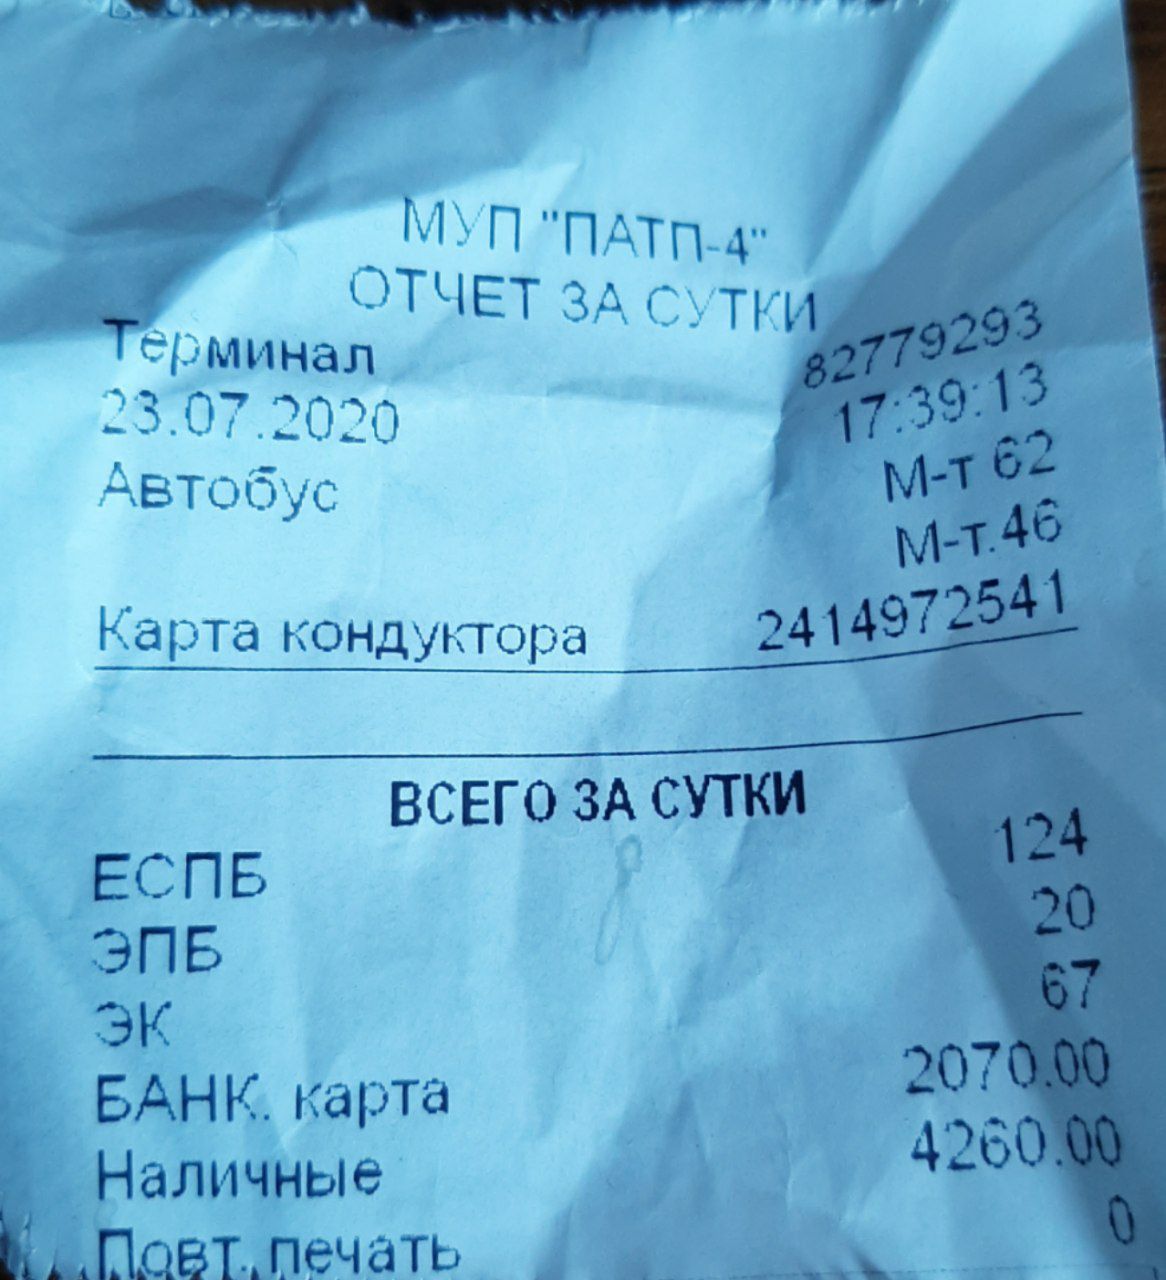 МУП "ПАТП-4"
ОТЧЕТ ЗА СУТКИ
Терминал 82779293
23.07.2020 17:39:13
Автобус М-т 62
М-т.46
Карта кондуктора 2414972541
ВСЕГО ЗА СУТКИ
ЕСПБ 124
ЭПБ 20
ЭК 67
БАНК. карта 2070.00
Наличные 4260.00
Повт. печать 0